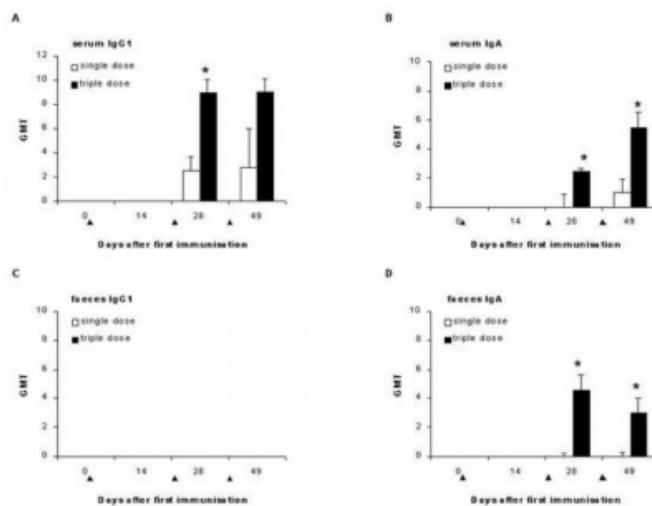 A
serum IgG1
single dose
triple dose
GMT
12
10
8
6
4
2
0
*
0 14 28 49
Days after first immunisation
B
serum IgA
single dose
triple dose
GMT
10
8
6
4
2
0
* *
0 14 28 49
Days after first immunisation
C
faeces IgG1
single dose
triple dose
GMT
10
8
6
4
2
0
0 14 28 49
Days after first immunisation
D
faeces IgA
single dose
triple dose
GMT
10
8
6
4
2
0
* *
0 14 28 49
Days after first immunisation